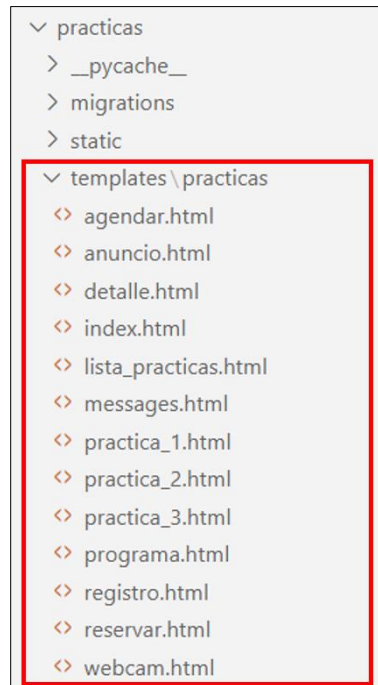 practicas
__pycache__
migrations
static
templates\practicas
agendar.html
anuncio.html
detalle.html
index.html
lista_practicas.html
messages.html
practica_1.html
practica_2.html
practica_3.html
programa.html
registro.html
reservar.html
webcam.html